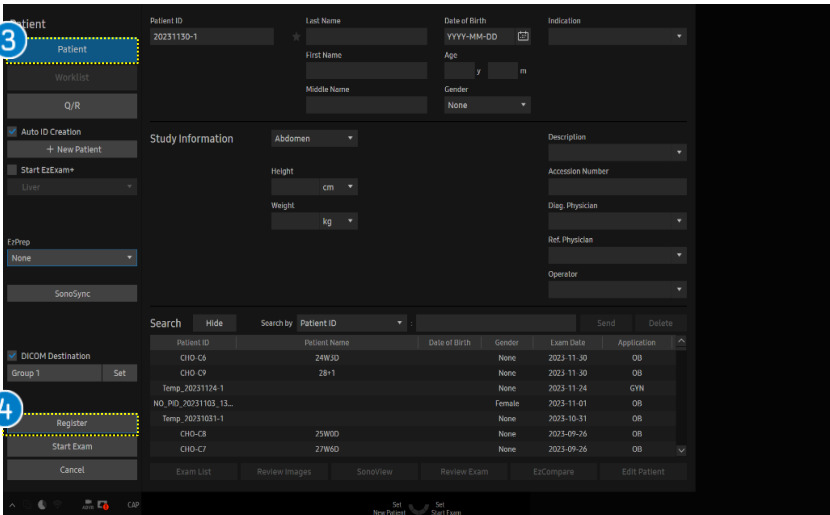 Patient
3
Patient
Worklist
Q/R
Auto ID Creation
+ New Patient
Start EzExam+
Liver
EzPrep
None
SonoSync
DICOM Destination
Group 1 Set
4
Register
Start Exam
Cancel
Patient ID
20231130-1
Last Name
First Name
Middle Name
Date of Birth
YYYY-MM-DD
Age
y m
Gender
None
Indication
Study Information Abdomen
Height
cm
Weight
kg
Description
Accession Number
Diag. Physician
Ref. Physician
Operator
Search Hide Search by Patient ID : Send Delete
Patient ID Patient Name Date of Birth Gender Exam Date Application
CHO-C6 24W3D None 2023-11-30 OB
CHO-C9 28+1 None 2023-11-30 OB
Temp_20231124-1 None 2023-11-24 GYN
NO_PID_20231103_13... Female 2023-11-01 OB
Temp_20231031-1 None 2023-10-31 OB
CHO-C8 25W0D None 2023-09-26 OB
CHO-C7 27W6D None 2023-09-26 OB
Exam List Review Images SonoView Review Exam EzCompare Edit Patient
CAP
Set
New Patient
Set
Start Exam